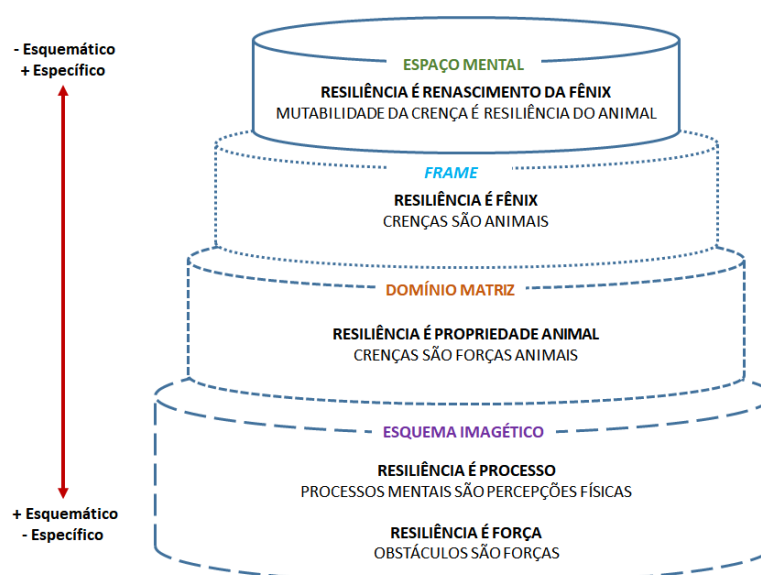 - Esquemático
+ Específico
ESPAÇO MENTAL
RESILIÊNCIA É RENASCIMENTO DA FÊNIX
MUTABILIDADE DA CRENÇA É RESILIÊNCIA DO ANIMAL
FRAME
RESILIÊNCIA É FÊNIX
CRENÇAS SÃO ANIMAIS
DOMÍNIO MATRIZ
RESILIÊNCIA É PROPRIEDADE ANIMAL
CRENÇAS SÃO FORÇAS ANIMAIS
ESQUEMA IMAGÉTICO
RESILIÊNCIA É PROCESSO
PROCESSOS MENTAIS SÃO PERCEPÇÕES FÍSICAS
RESILIÊNCIA É FORÇA
OBSTÁCULOS SÃO FORÇAS
+ Esquemático
- Específico